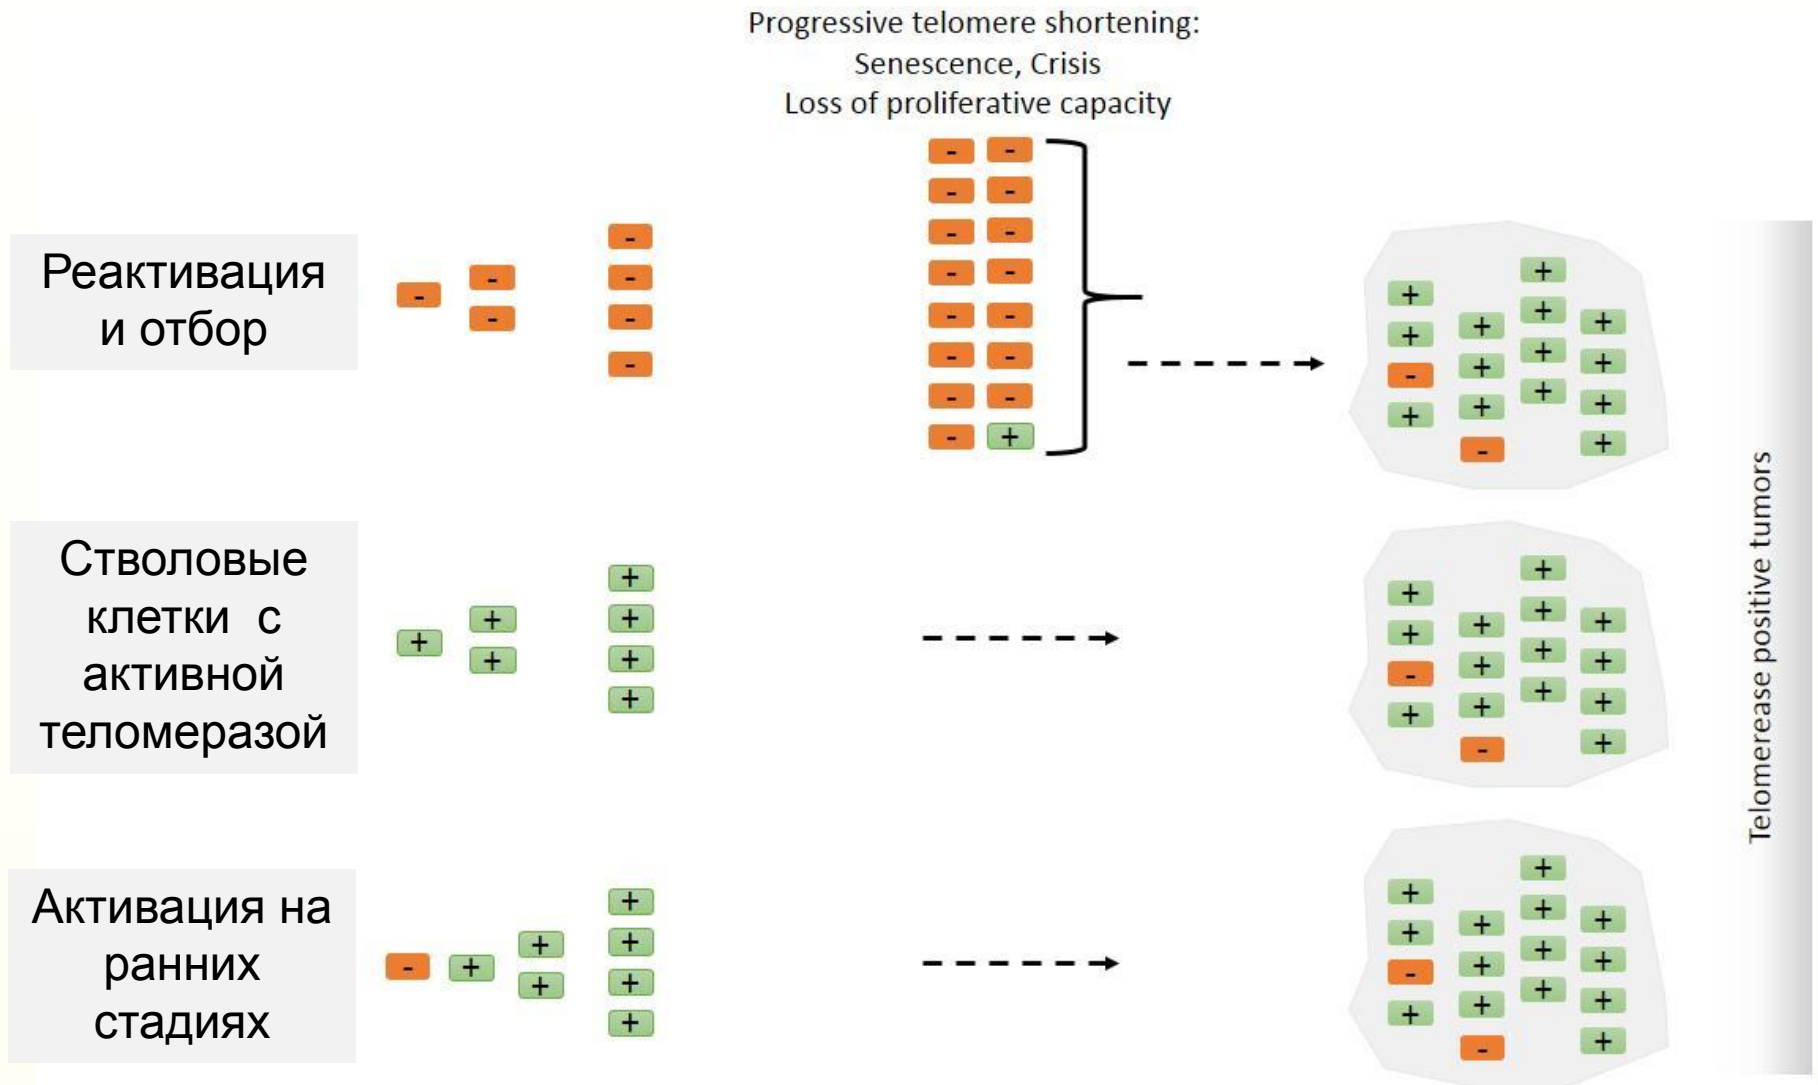 Progressive telomere shortening:
Senescence, Crisis
Loss of proliferative capacity
Реактивация
и отбор
Стволовые
клетки с
активной
теломеразой
Активация на
ранних
стадиях
Telomerease positive tumors